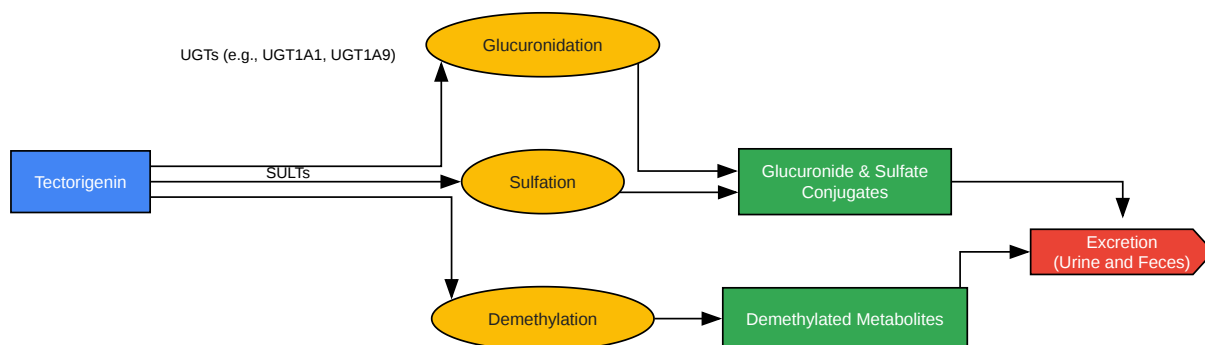 Glucuronidation
UGTs (e.g., UGT1A1, UGT1A9)
Tectorigenin
SULTs
Sulfation
Glucuronide & Sulfate
Conjugates
Excretion
(Urine and Feces)
Demethylation
Demethylated Metabolites